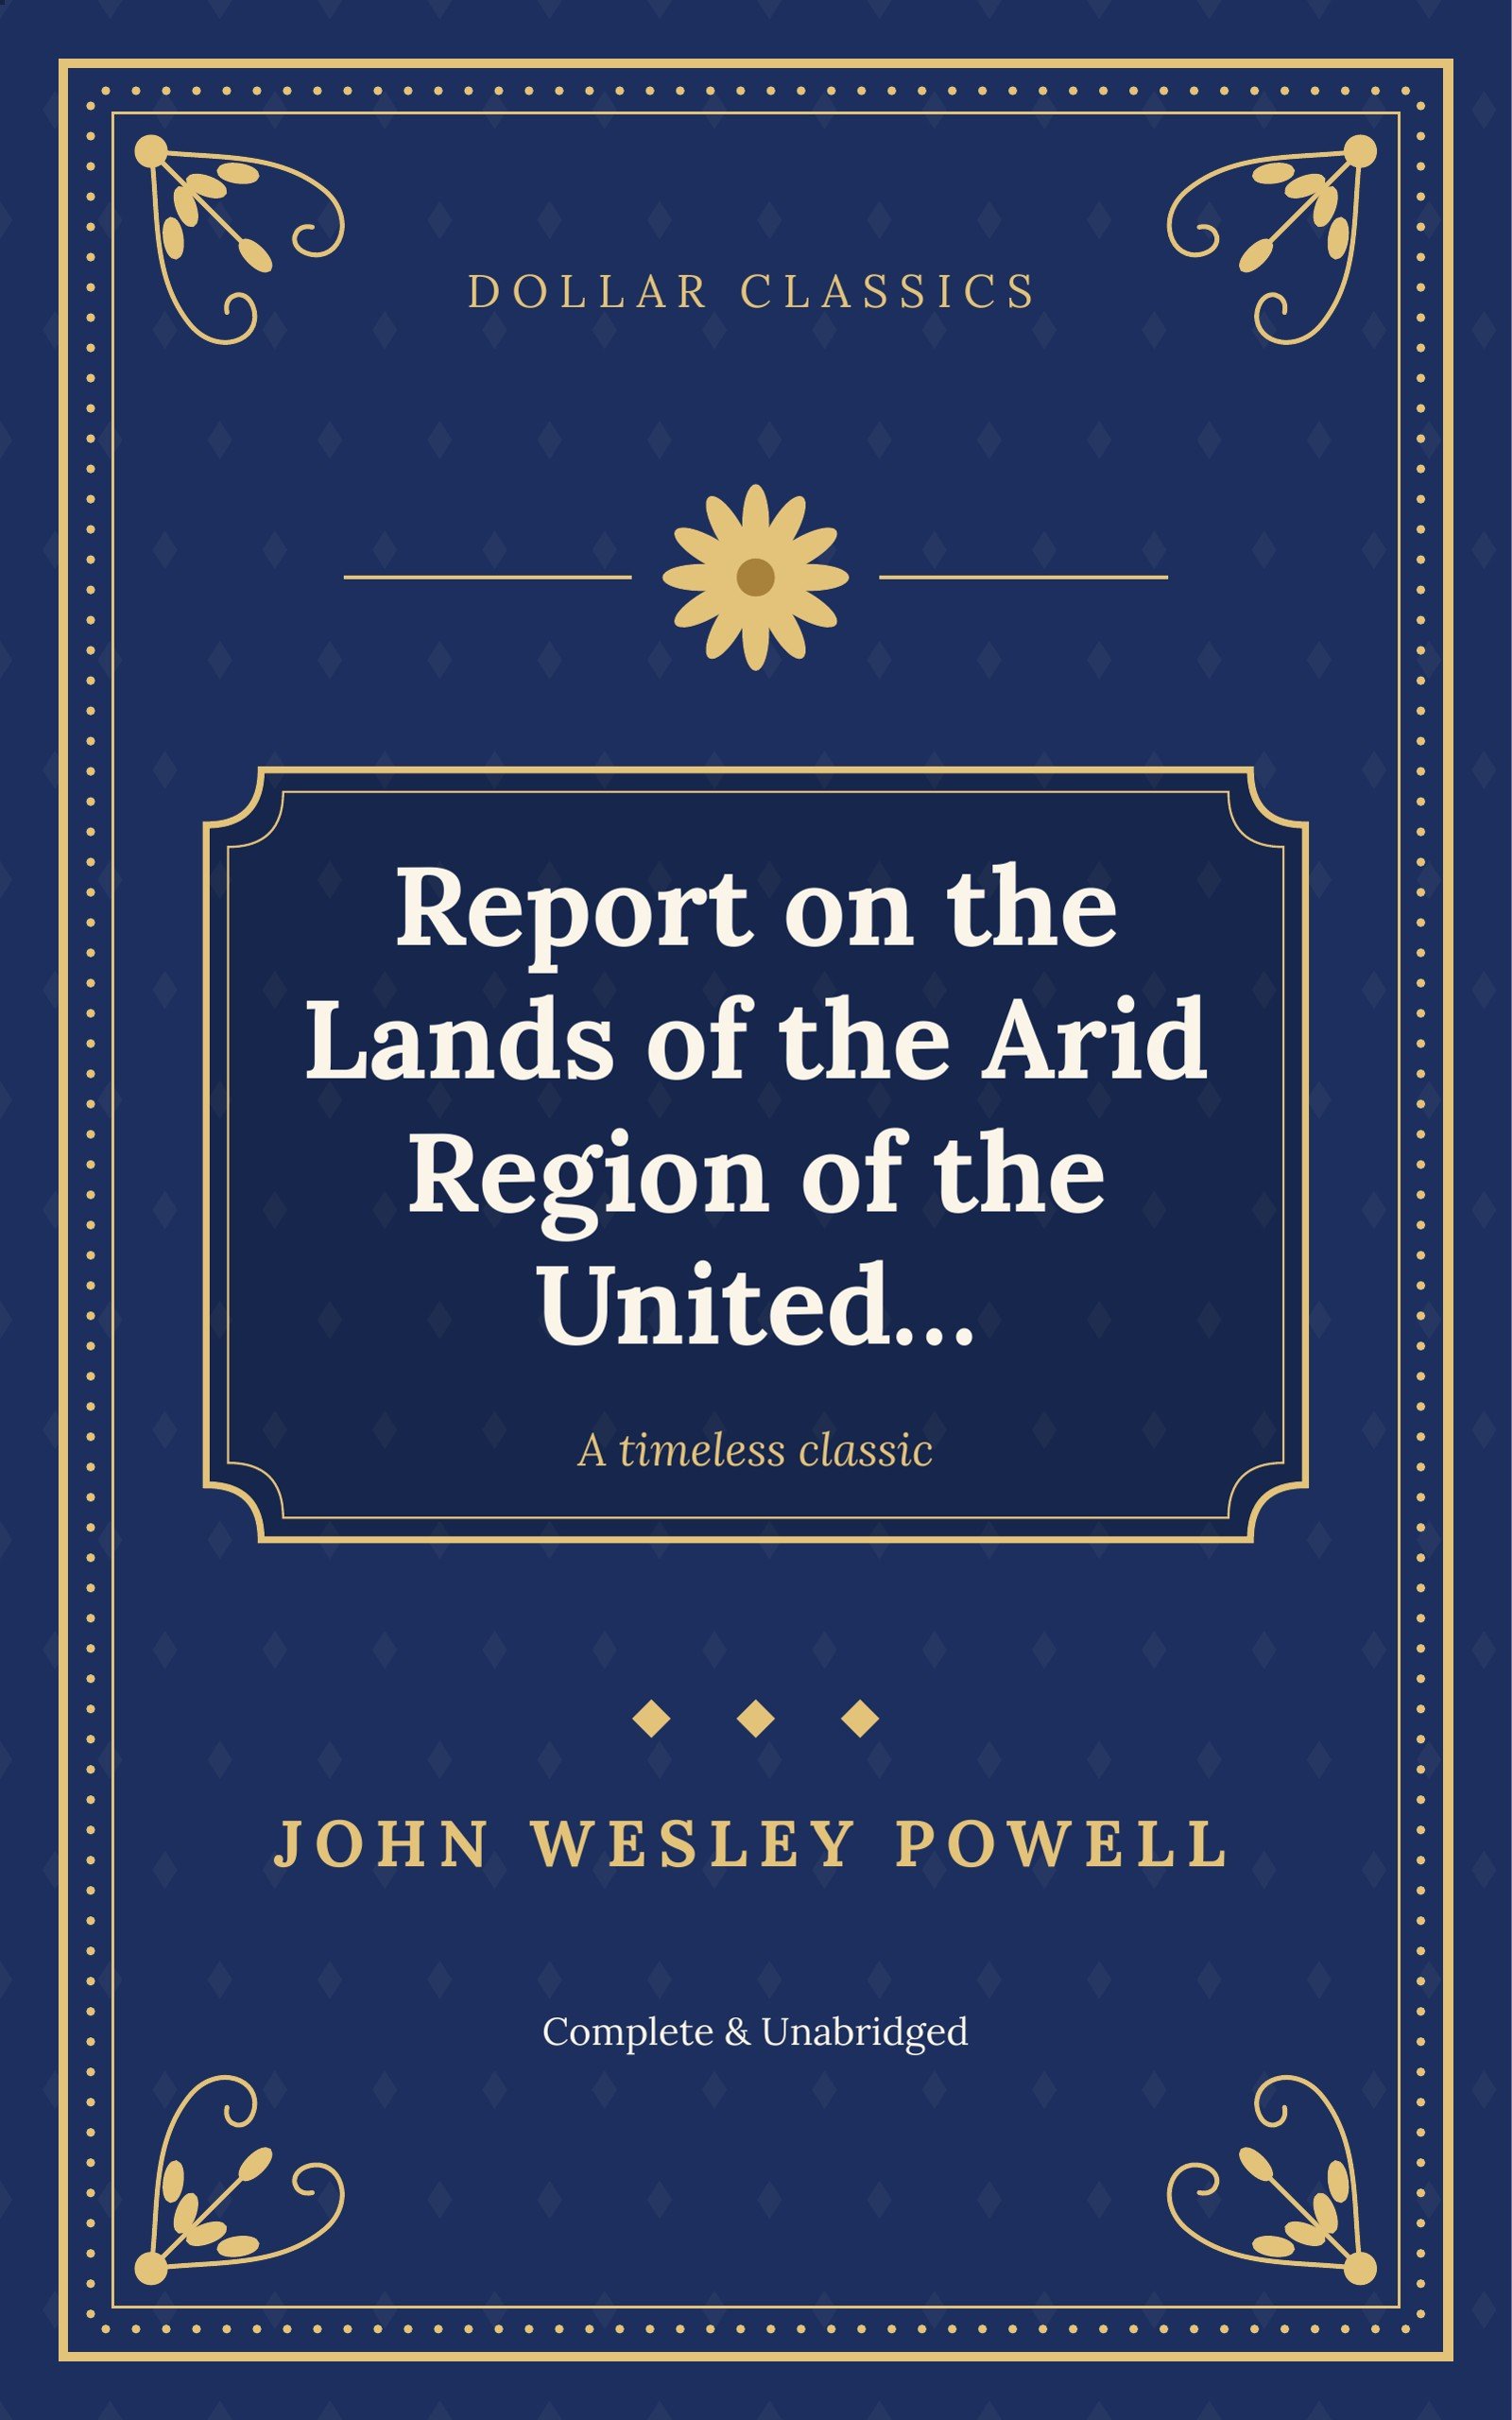 DOLLAR CLASSICS
Report on the
Lands of the Arid
Region of the
United...
A timeless classic
JOHN WESLEY POWELL
Complete & Unabridged